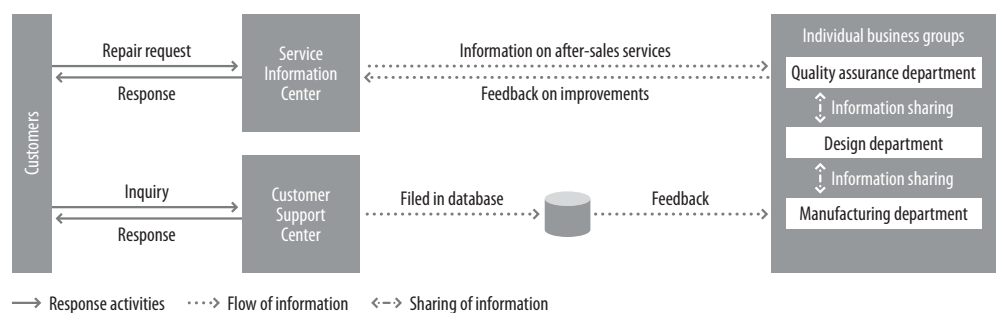 Customers
Repair request
Response
Service
Information
Center
Information on after-sales services
Feedback on improvements
Inquiry
Response
Customer
Support
Center
Filed in database
Feedback
Individual business groups
Quality assurance department
Information sharing
Design department
Information sharing
Manufacturing department
Response activities
Flow of information
Sharing of information